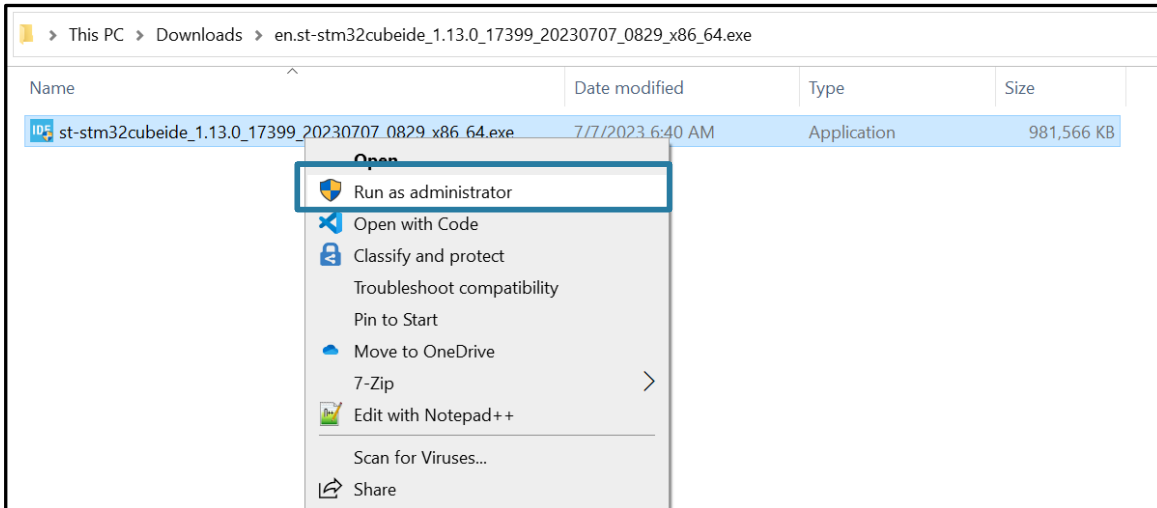 This PC > Downloads > en.st-stm32cubeide_1.13.0_17399_20230707_0829_x86_64.exe
Name Date modified Type Size
IDE st-stm32cubeide_1.13.0_17399_20230707_0829_x86_64.exe 7/7/2023 6:40 AM Application 981,566 KB
Open
Run as administrator
Open with Code
Classify and protect
Troubleshoot compatibility
Pin to Start
Move to OneDrive
7-Zip
Edit with Notepad++
Scan for Viruses...
Share